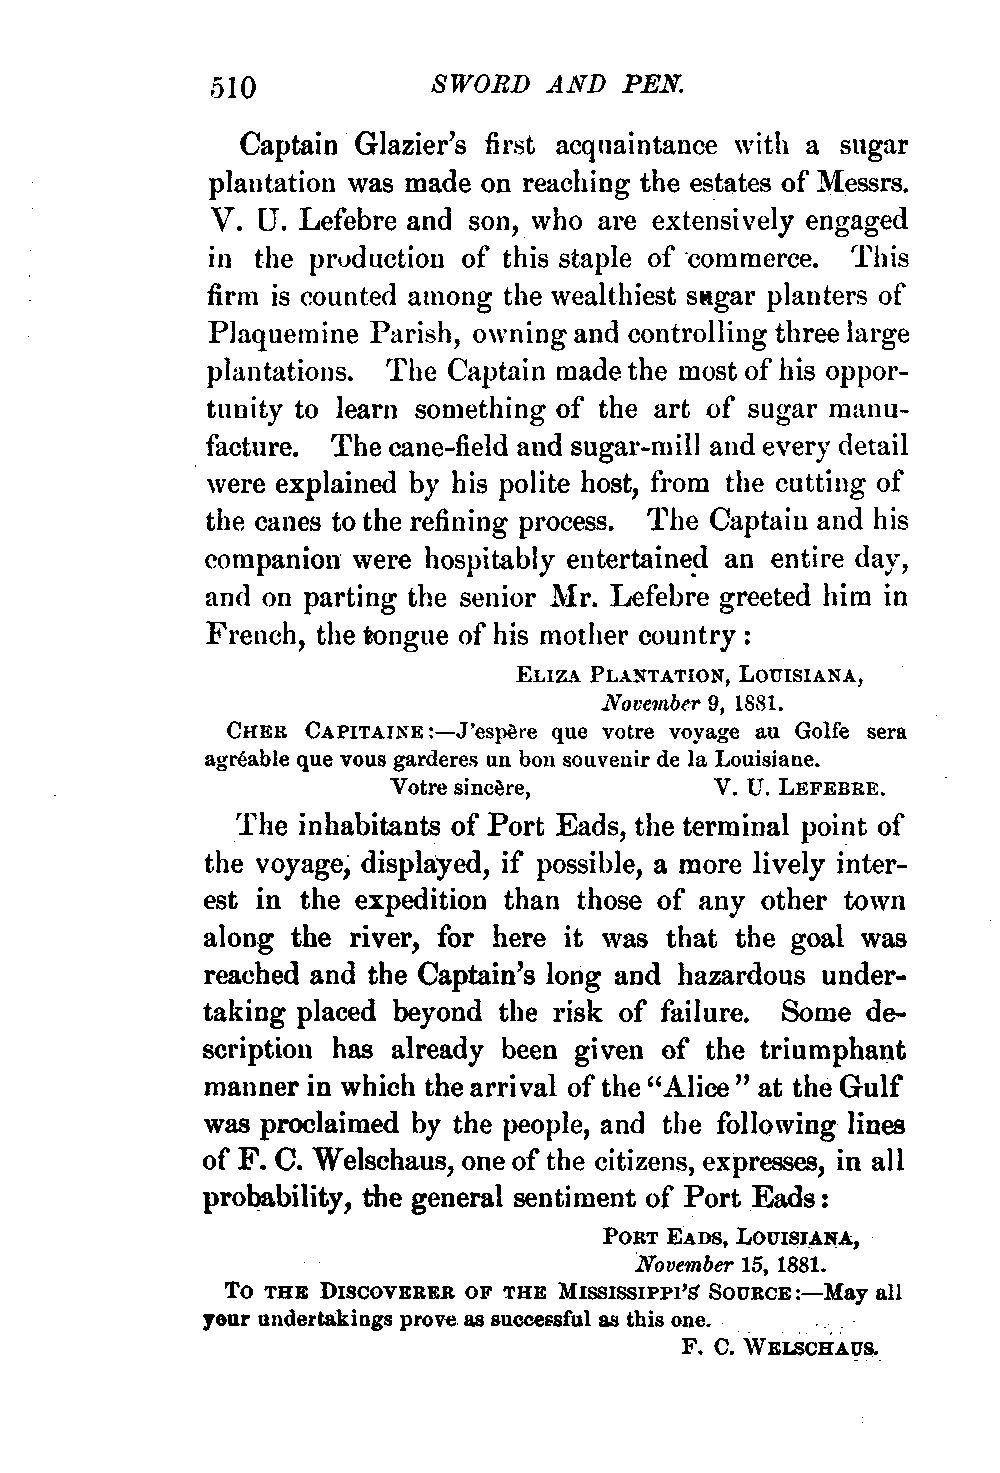 510 SWORD AND PEN.
Captain Glazier's first acquaintance with a sugar
plantation was made on reaching the estates of Messrs.
V. U. Lefebre and son, who are extensively engaged
in the production of this staple of commerce. This
firm is counted among the wealthiest sugar planters of
Plaquemine Parish, owning and controlling three large
plantations. The Captain made the most of his oppor-
tunity to learn something of the art of sugar manu-
facture. The cane-field and sugar-mill and every detail
were explained by his polite host, from the cutting of
the canes to the refining process. The Captain and his
companion were hospitably entertained an entire day,
and on parting the senior Mr. Lefebre greeted him in
French, the tongue of his mother country:
ELIZA PLANTATION, LOUISIANA,
November 9, 1881.
CHER CAPITAINE:—J'espère que votre voyage au Golfe sera
agréable que vous garderes un bon souvenir de la Louisiane.
Votre sincère, V. U. LEFEBRE.
The inhabitants of Port Eads, the terminal point of
the voyage, displayed, if possible, a more lively inter-
est in the expedition than those of any other town
along the river, for here it was that the goal was
reached and the Captain's long and hazardous under-
taking placed beyond the risk of failure. Some de-
scription has already been given of the triumphant
manner in which the arrival of the "Alice" at the Gulf
was proclaimed by the people, and the following lines
of F. C. Welschaus, one of the citizens, expresses, in all
probability, the general sentiment of Port Eads:
PORT EADS, LOUISIANA,
November 15, 1881.
TO THE DISCOVERER OF THE MISSISSIPPI'S SOURCE:—May all
your undertakings prove as successful as this one.
F. C. WELSCHAUS.